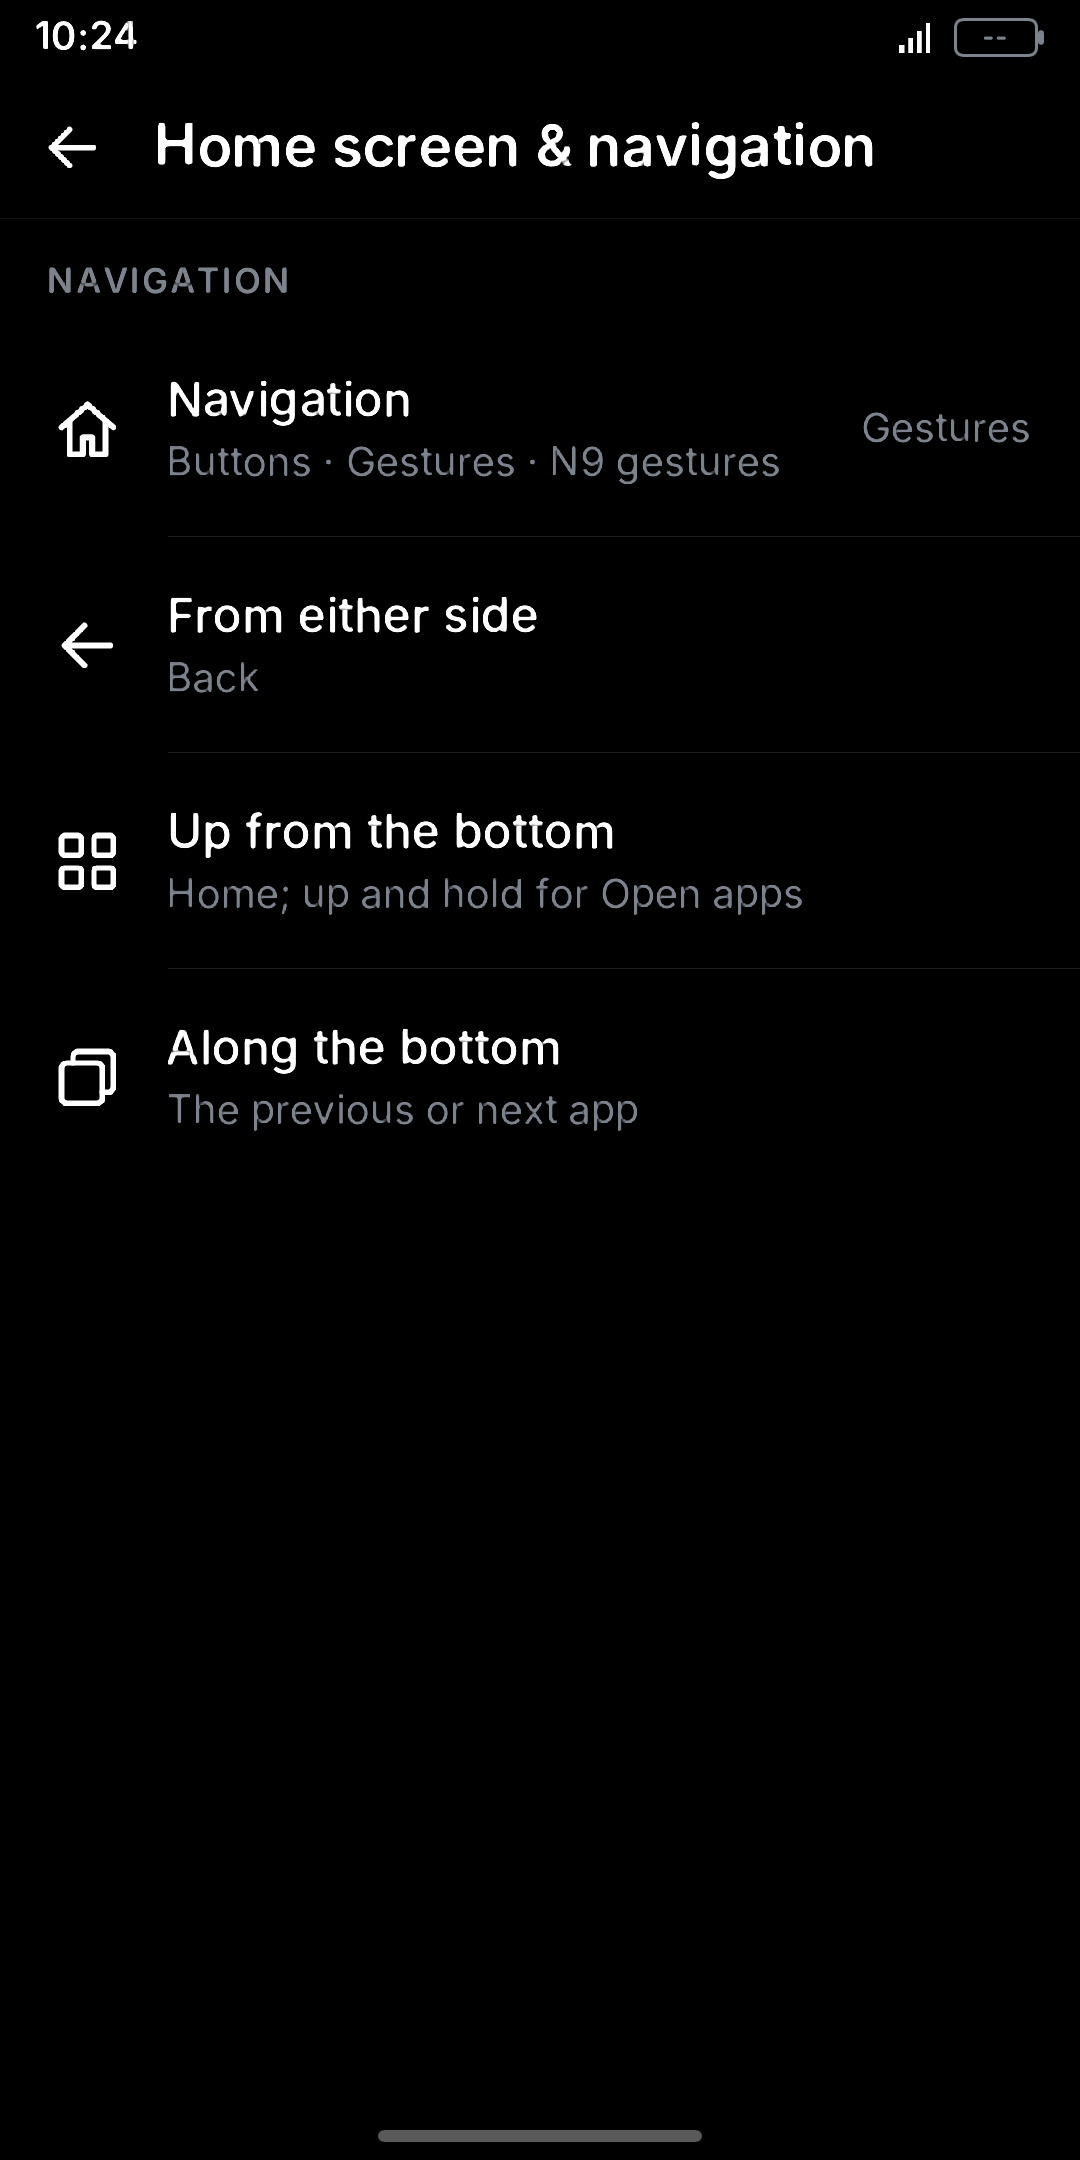 10:24
--
Home screen & navigation
NAVIGATION
Navigation
Buttons · Gestures · N9 gestures
Gestures
From either side
Back
Up from the bottom
Home; up and hold for Open apps
Along the bottom
The previous or next app